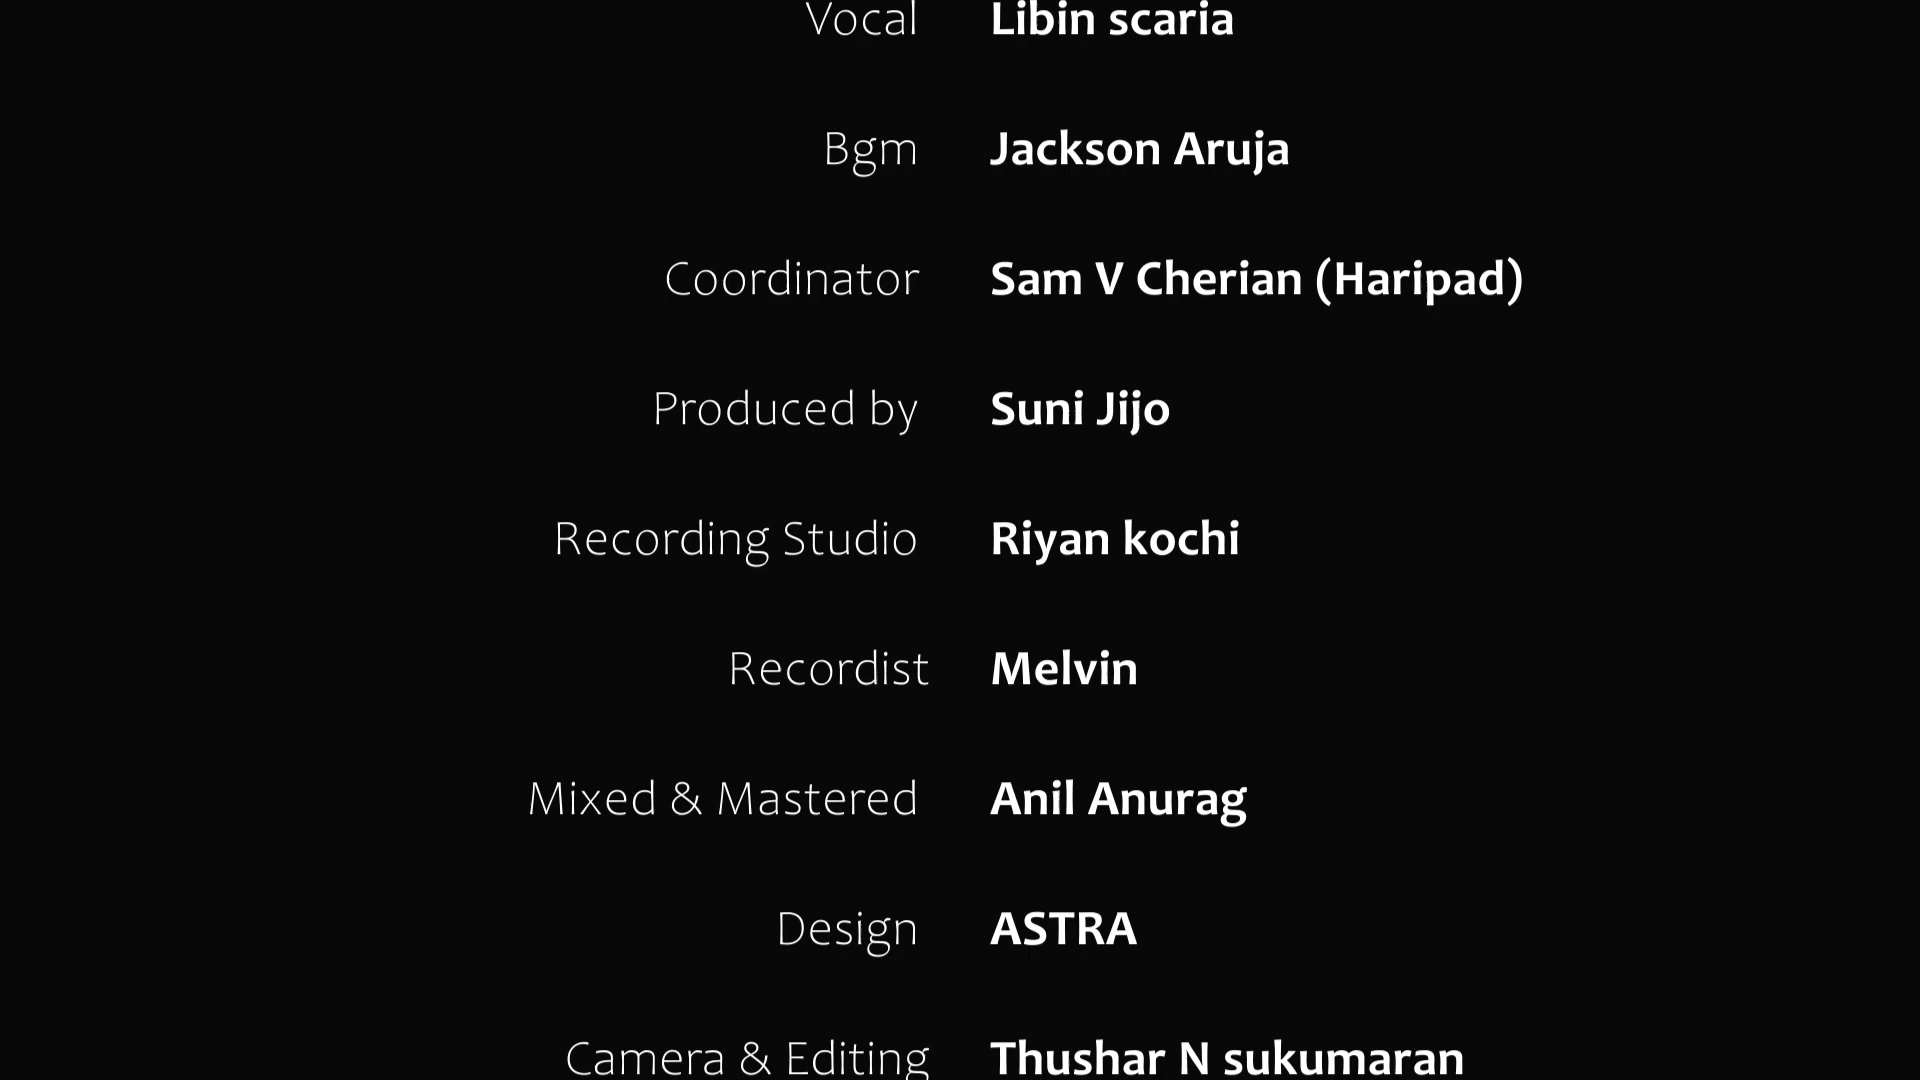 Vocal Libin scaria
Bgm Jackson Aruja
Coordinator Sam V Cherian (Haripad)
Produced by Suni Jijo
Recording Studio Riyan kochi
Recordist Melvin
Mixed & Mastered Anil Anurag
Design ASTRA
Camera & Editing Thushar N sukumaran